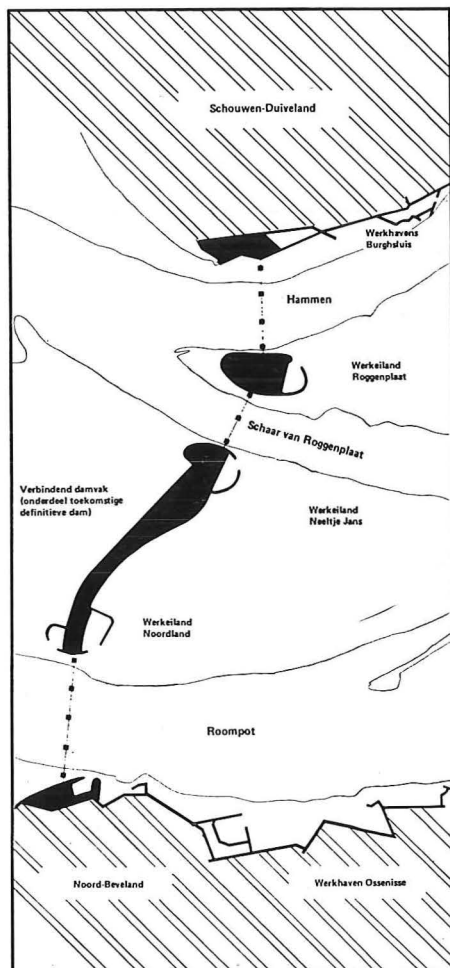 Schouwen-Duiveland
Werkhavens
Burghsluis
Hammen
Werkeiland
Roggenplaat
Schaar van Roggenplaat
Verbindend damvak
(onderdeel toekomstige
definitieve dam)
Werkeiland
Neeltje Jans
Werkeiland
Noordland
Roompot
Noord-Beveland
Werkhaven Ossenisse